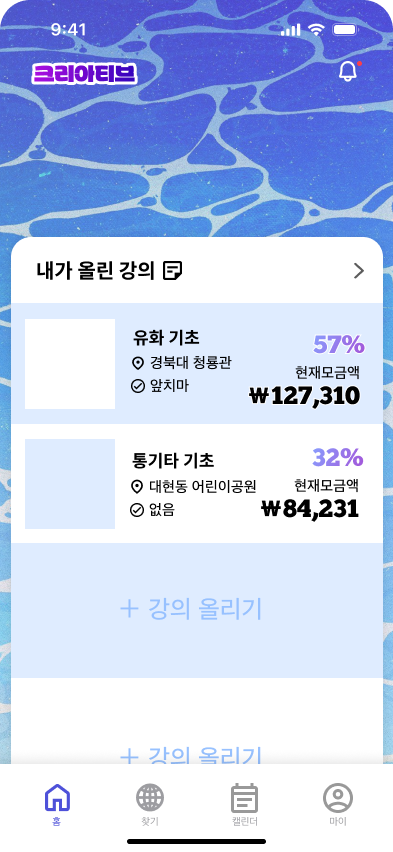 9:41
크리아티브
내가 올린 강의
유화 기초
57%
경북대 청룡관
현재모금액
앞치마
₩127,310
통기타 기초
32%
대현동 어린이공원
현재모금액
없음
₩84,231
+ 강의 올리기
+ 강의 올리기
홈
찾기
캘린더
마이